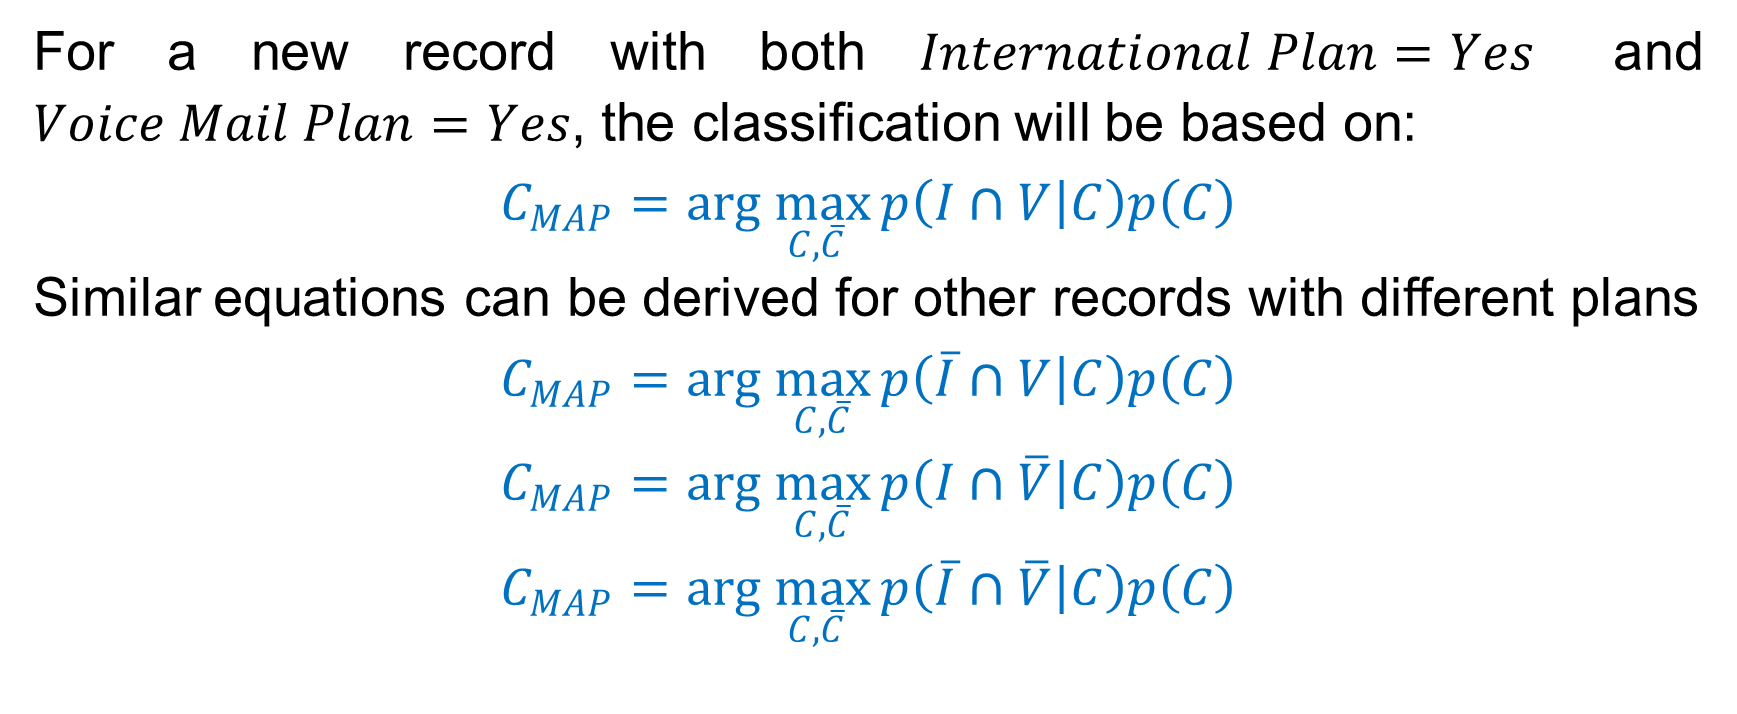 For a new record with both International Plan = Yes and
Voice Mail Plan = Yes, the classification will be based on:
C_MAP = arg max_{C,C̄} p(I ∩ V|C)p(C)
Similar equations can be derived for other records with different plans
C_MAP = arg max_{C,C̄} p(Ī ∩ V|C)p(C)
C_MAP = arg max_{C,C̄} p(I ∩ V̄|C)p(C)
C_MAP = arg max_{C,C̄} p(Ī ∩ V̄|C)p(C)